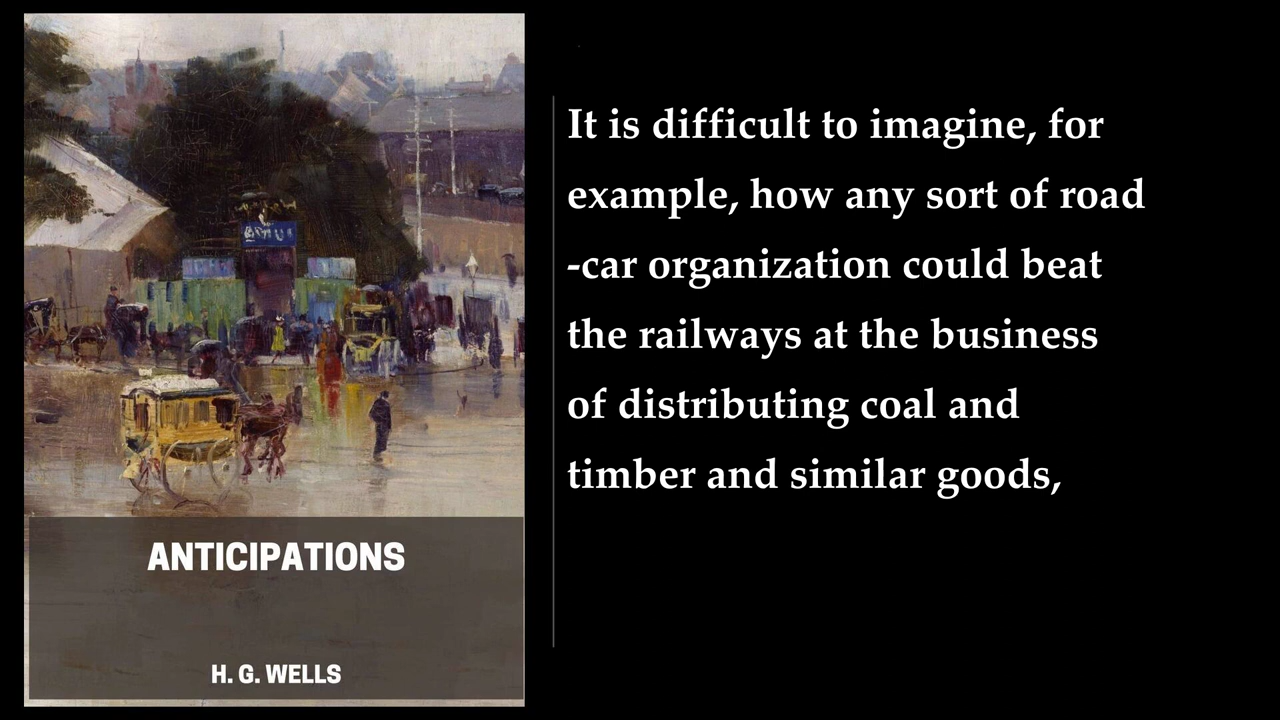 ANTICIPATIONS
H. G. WELLS
It is difficult to imagine, for
example, how any sort of road
-car organization could beat
the railways at the business
of distributing coal and
timber and similar goods,